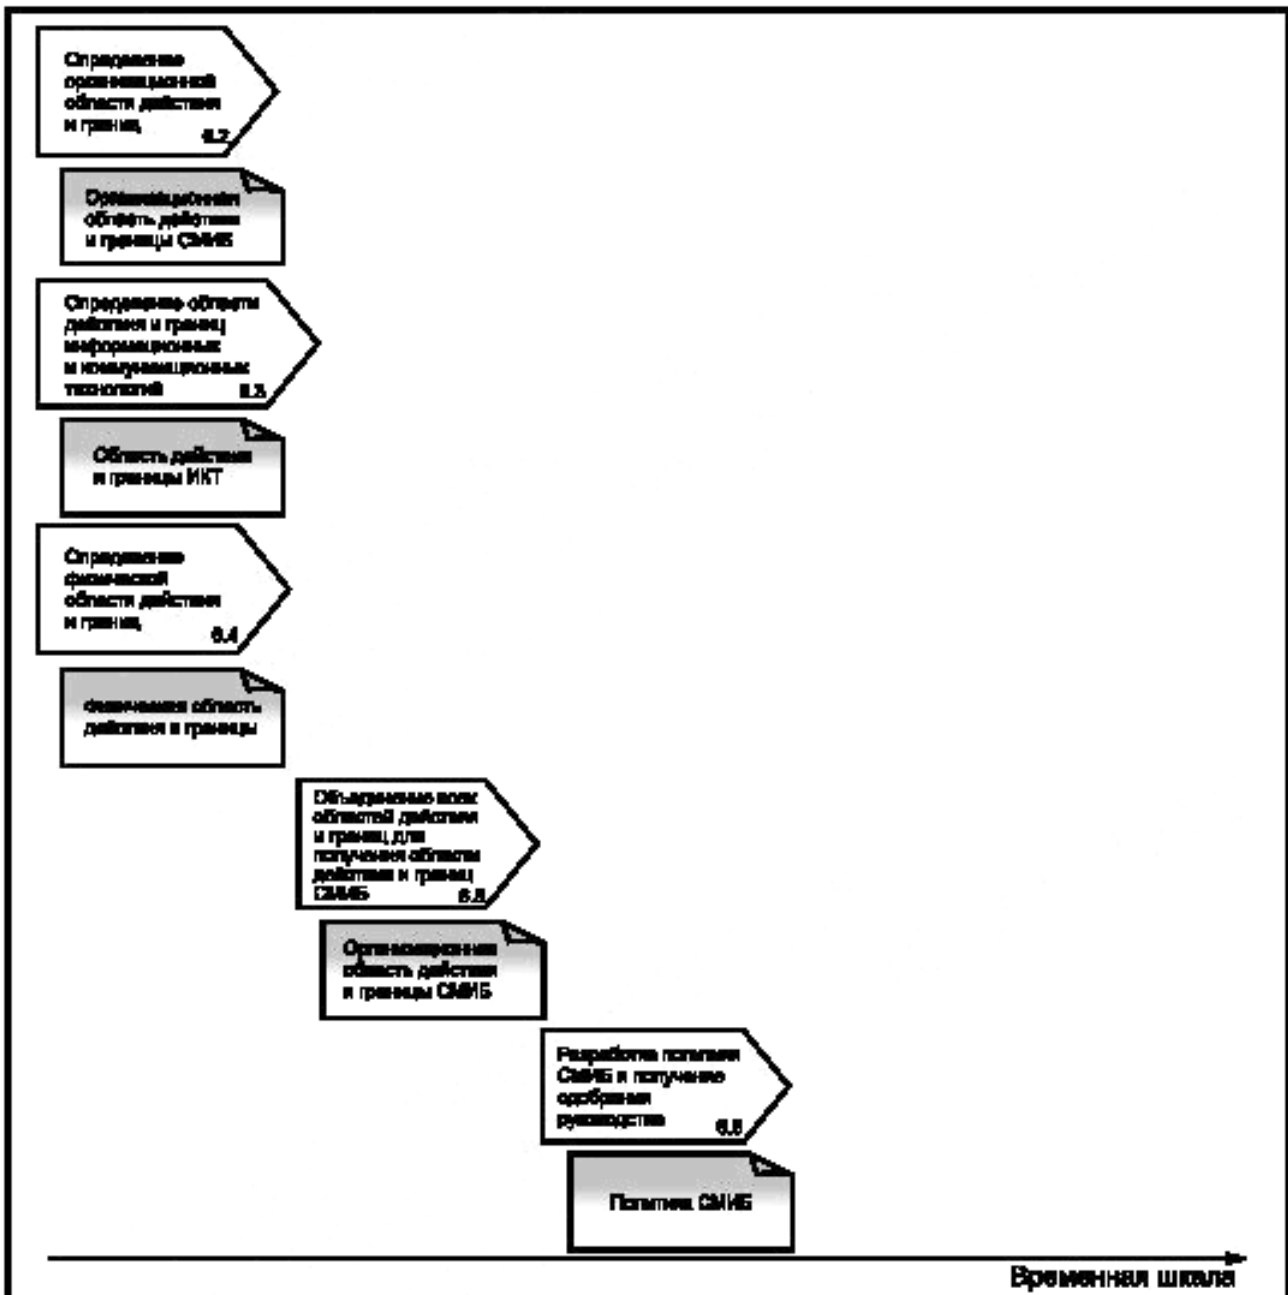 Определение
организационной
области действия
и границ
6.2
Организационная
область действия
и границы СМИБ
Определение области
действия и границ
информационных
и коммуникационных
технологий 6.3
Область действия
и границы ИКТ
Определение
физической
области действия
и границ
6.4
Физическая область
действия и границы
Объединение всех
областей действия
и границ для
получения области
действия и границ
СМИБ 6.5
Организационная
область действия
и границы СМИБ
Разработка политики
СМИБ и получение
одобрения
руководства 6.6
Политика СМИБ
Временная шкала